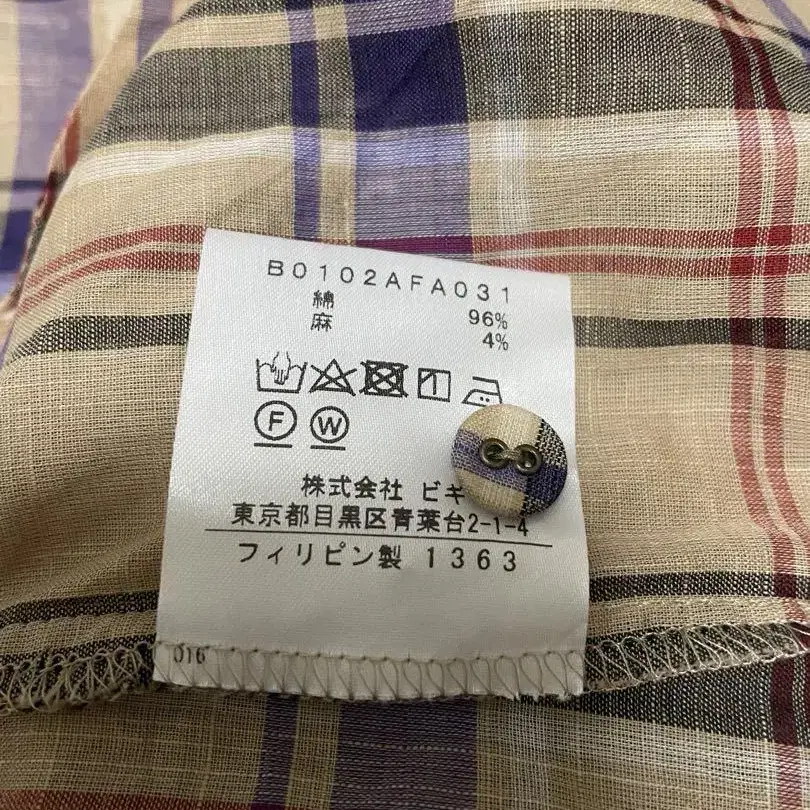 B0102AFA031
綿 96%
麻 4%
F W
株式会社 ビギ
東京都目黒区青葉台2-1-4
フィリピン製 1363
016